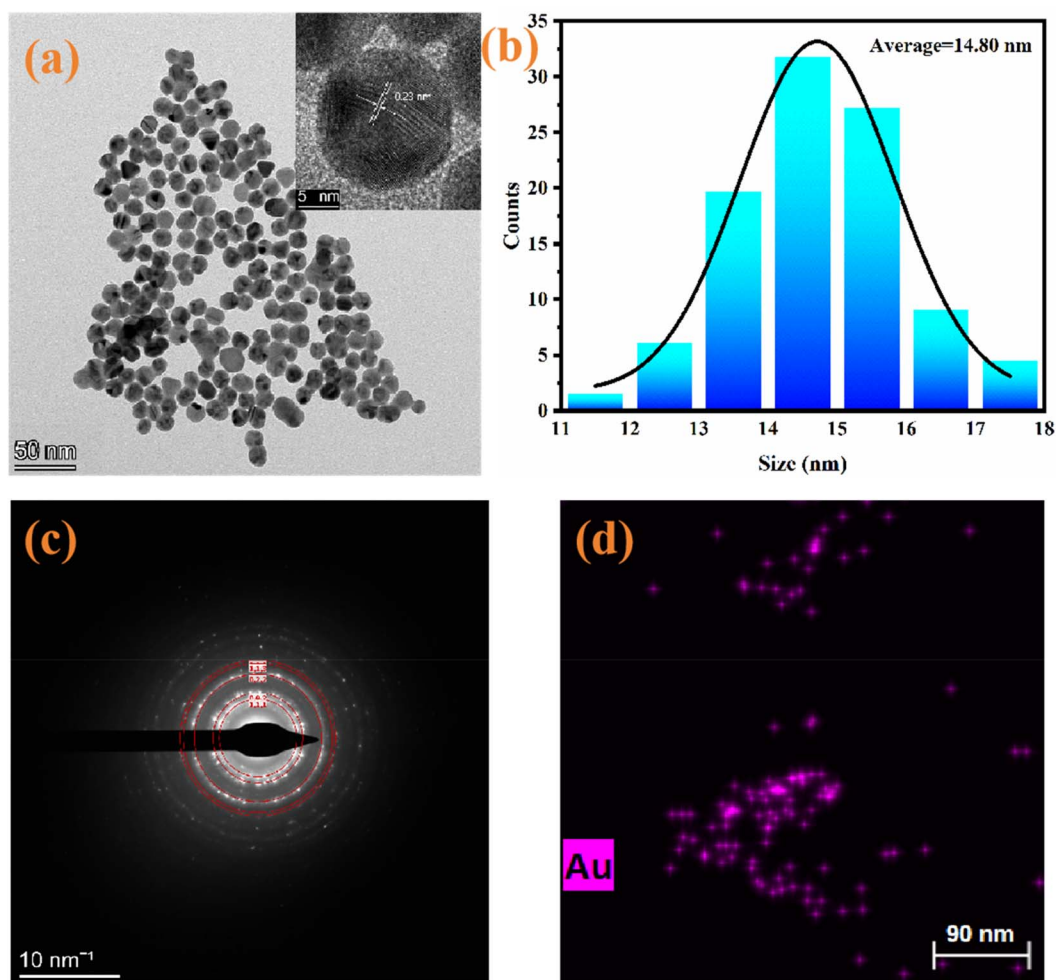 (a)
0.23 nm
5 nm
50 nm
(b)
Average=14.80 nm
Counts
35
30
25
20
15
10
5
0
11 12 13 14 15 16 17 18
Size (nm)
(c)
10 nm⁻¹
(d)
Au
90 nm